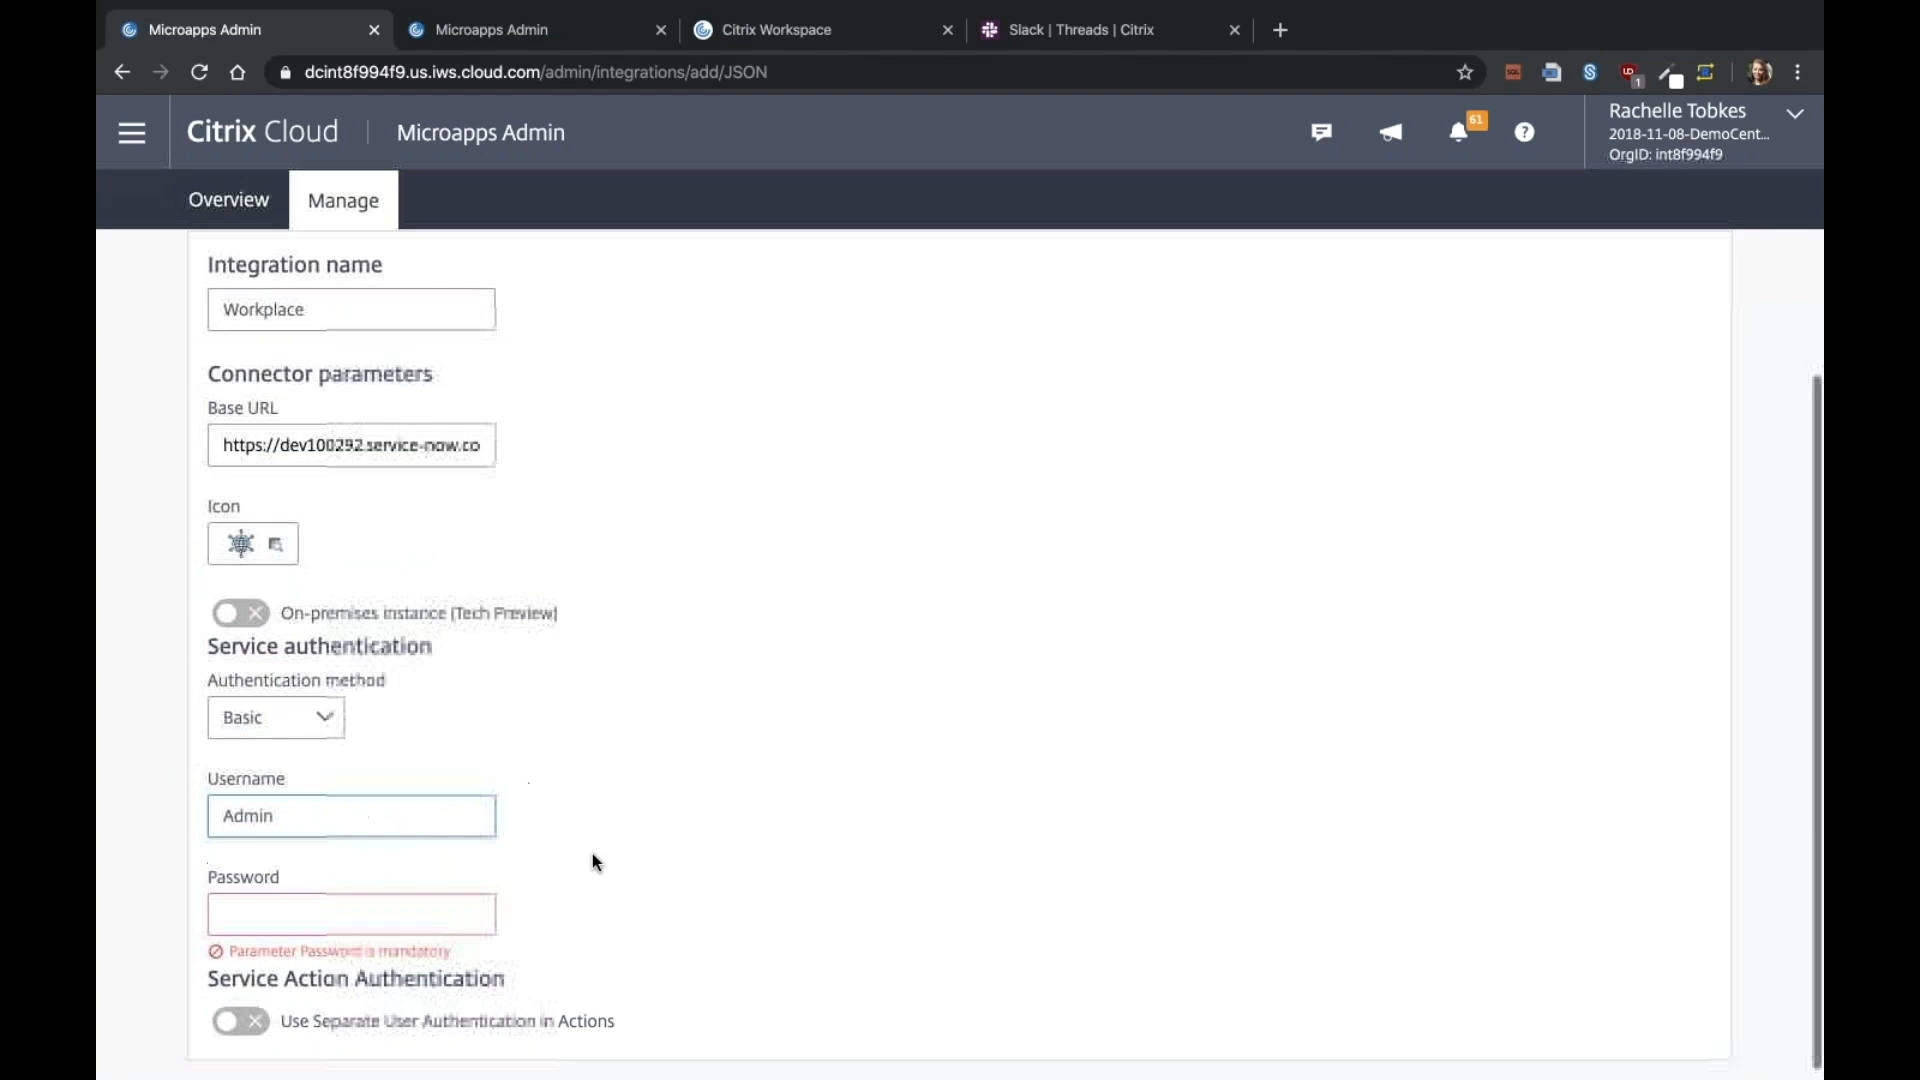 Microapps Admin
Microapps Admin
Citrix Workspace
Slack | Threads | Citrix
dcint8f994f9.us.iws.cloud.com/admin/integrations/add/JSON
Citrix Cloud
Microapps Admin
61
Rachelle Tobkes
2018-11-08-DemoCent...
OrgID: int8f994f9
Overview
Manage
Integration name
Workplace
Connector parameters
Base URL
https://dev100292.service-now.co
Icon
On-premises instance (Tech Preview)
Service authentication
Authentication method
Basic
Username
Admin
Password
Parameter Password is mandatory
Service Action Authentication
Use Separate User Authentication in Actions